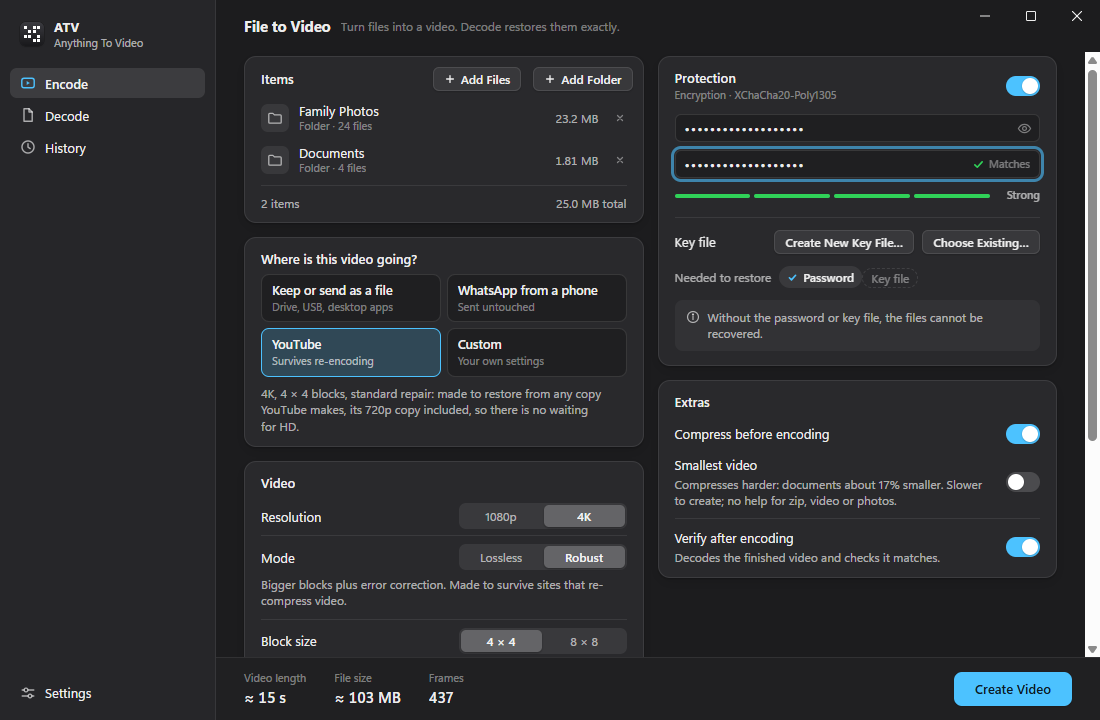 ATV
Anything To Video
Encode
Decode
History
Settings
File to Video Turn files into a video. Decode restores them exactly.
Items + Add Files + Add Folder
Family Photos
Folder · 24 files 23.2 MB
Documents
Folder · 4 files 1.81 MB
2 items 25.0 MB total
Where is this video going?
Keep or send as a file
Drive, USB, desktop apps
WhatsApp from a phone
Sent untouched
YouTube
Survives re-encoding
Custom
Your own settings
4K, 4 × 4 blocks, standard repair: made to restore from any copy
YouTube makes, its 720p copy included, so there is no waiting
for HD.
Video
Resolution 1080p 4K
Mode Lossless Robust
Bigger blocks plus error correction. Made to survive sites that re-
compress video.
Block size 4 × 4 8 × 8
Protection
Encryption · XChaCha20-Poly1305
Matches
Strong
Key file Create New Key File... Choose Existing...
Needed to restore Password Key file
Without the password or key file, the files cannot be
recovered.
Extras
Compress before encoding
Smallest video
Compresses harder: documents about 17% smaller. Slower
to create; no help for zip, video or photos.
Verify after encoding
Decodes the finished video and checks it matches.
Video length File size Frames
≈ 15 s ≈ 103 MB 437
Create Video